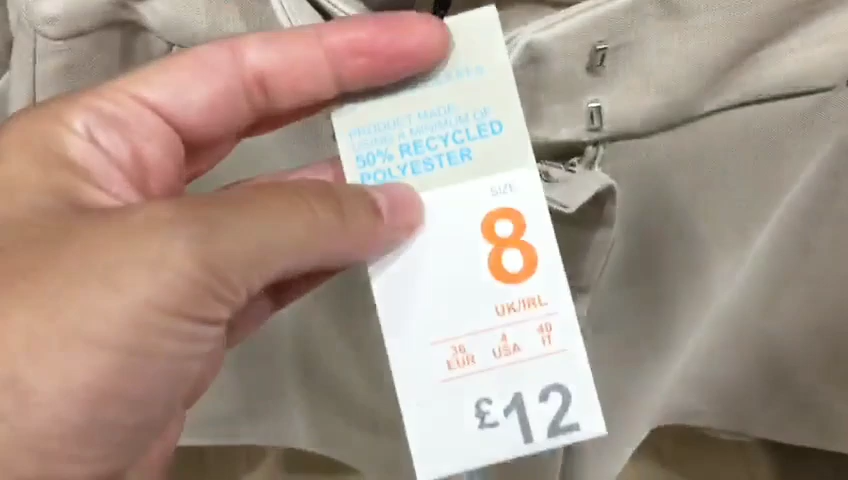 PRODUCT MADE
USING A MINIMUM OF
50% RECYCLED
POLYESTER
SIZE
8
UK/IRL
36 4 40
EUR USA IT
£12